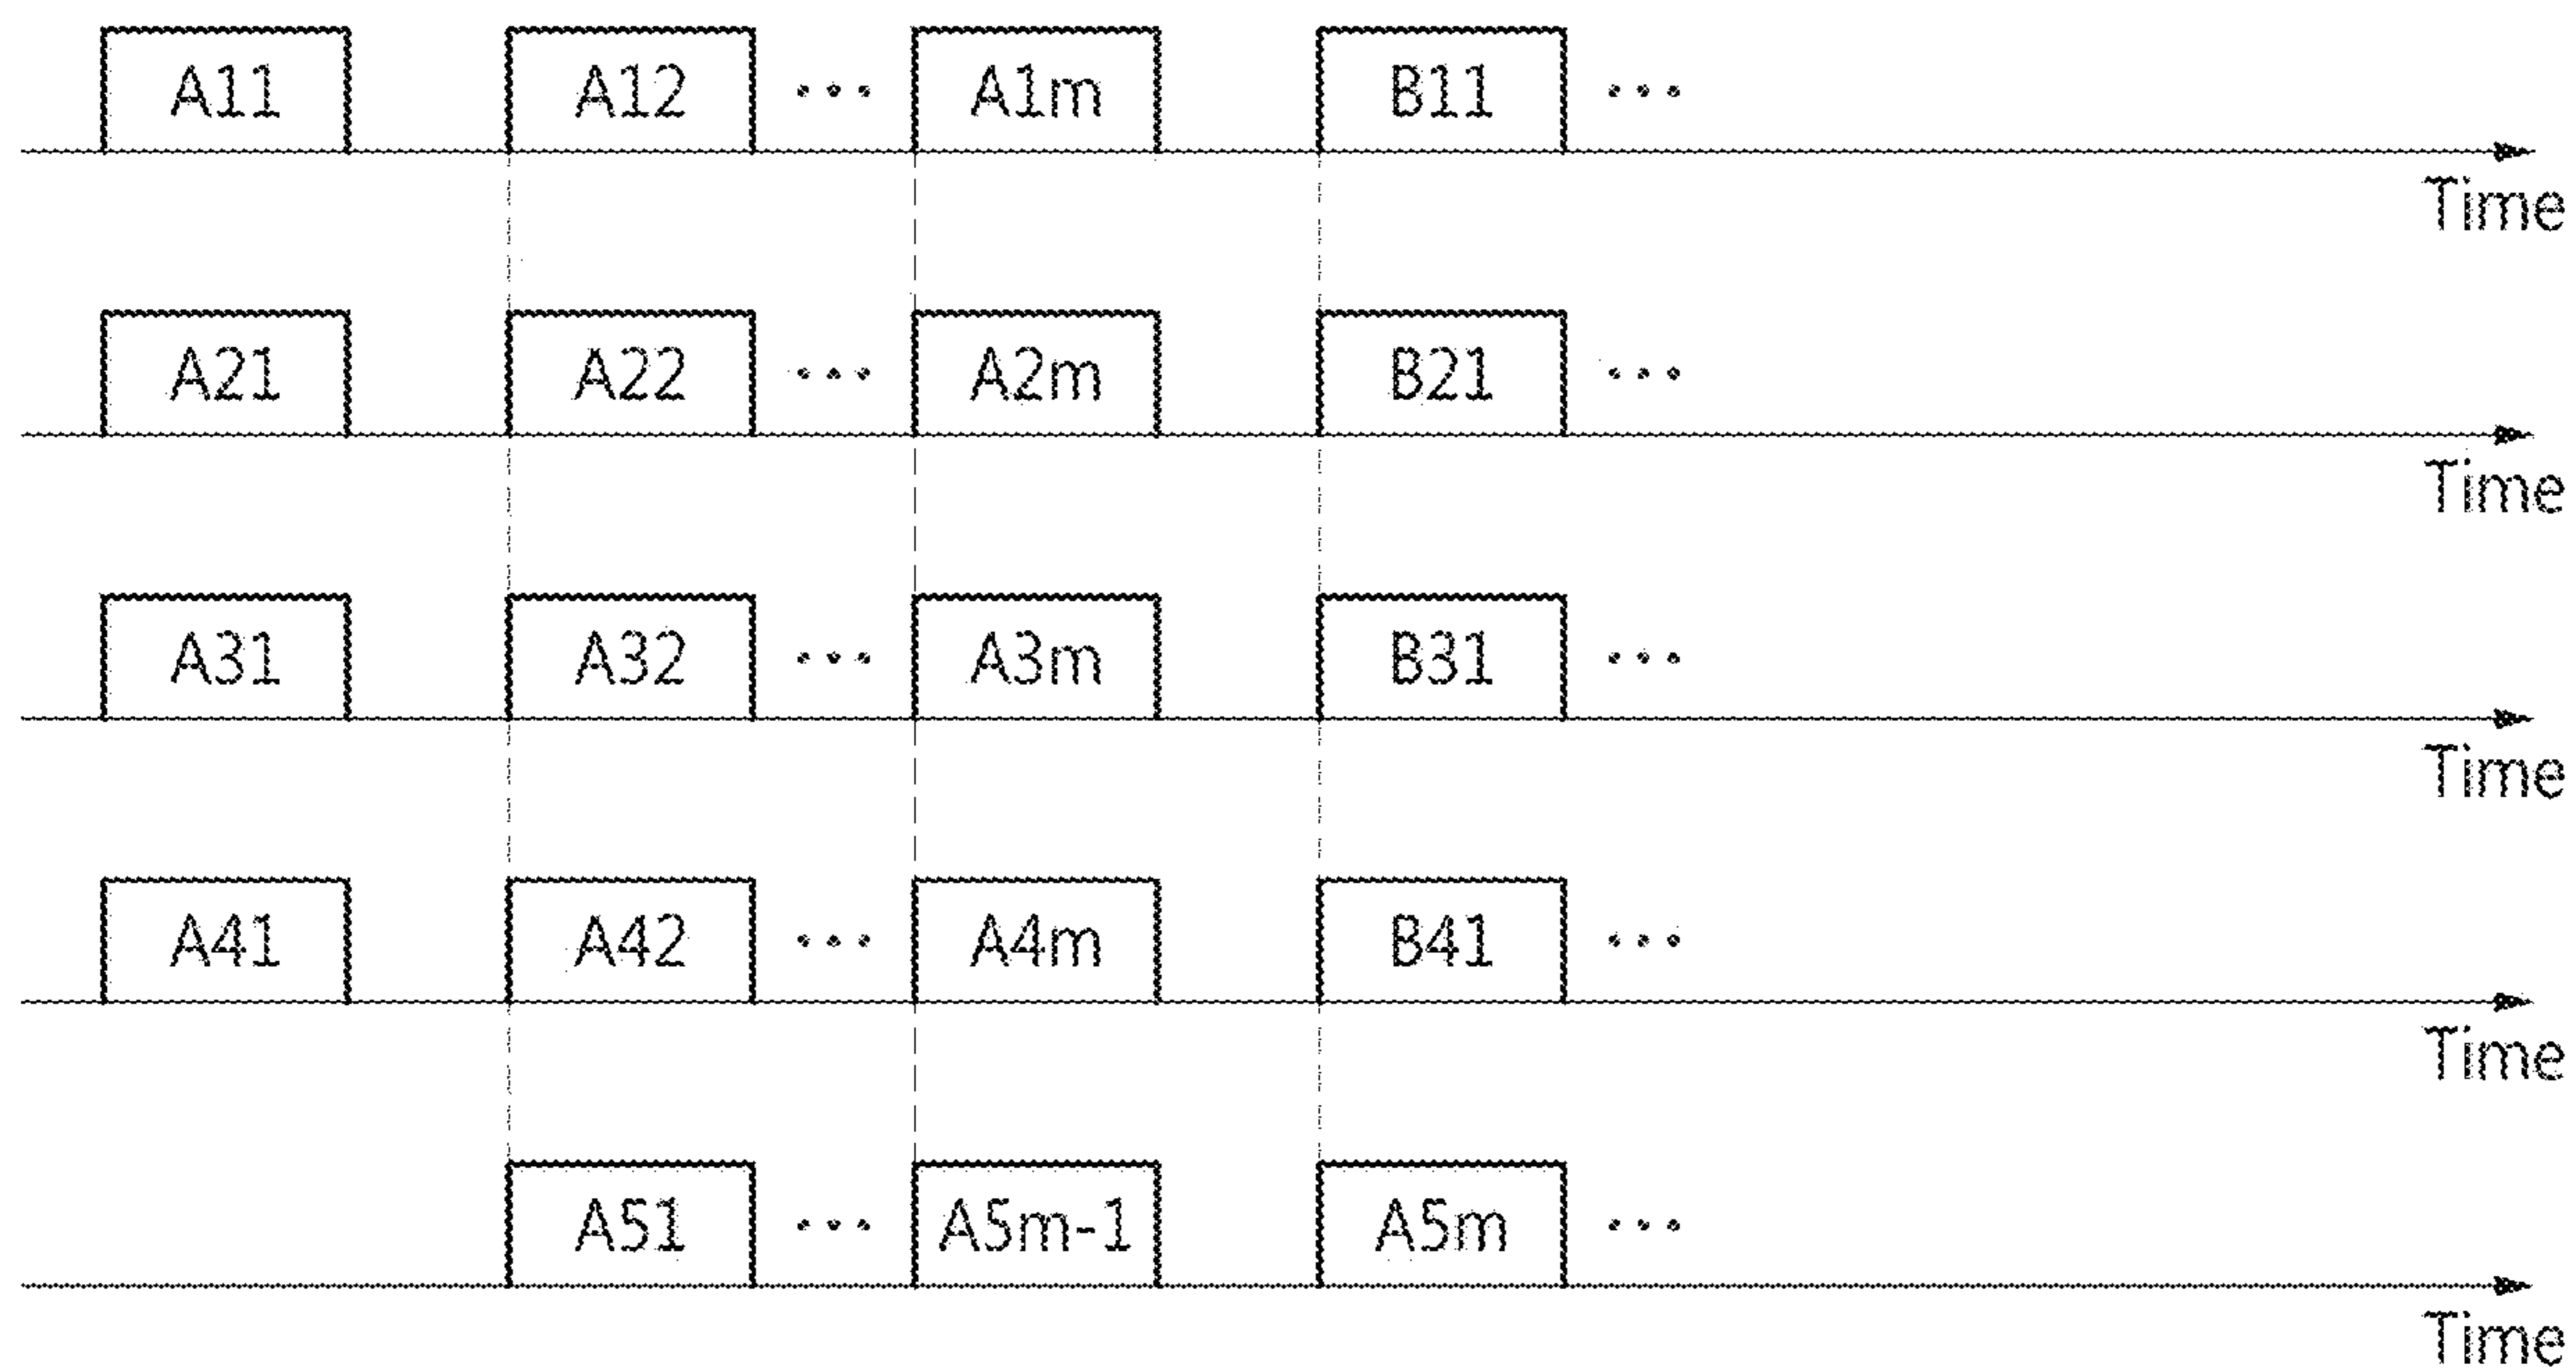 A11 A12 ... A1m B11 ...
Time
A21 A22 ... A2m B21 ...
Time
A31 A32 ... A3m B31 ...
Time
A41 A42 ... A4m B41 ...
Time
A51 ... A5m-1 A5m ...
Time